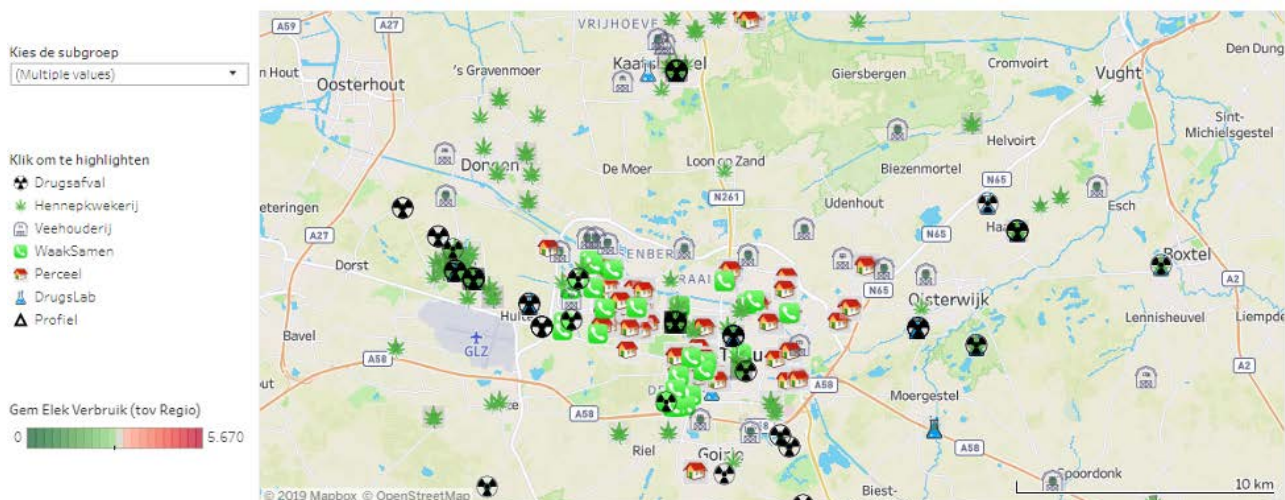 Kies de subgroep
(Multiple values)
Klik om te highlighten
Drugsafval
Hennepkwekerij
Veehouderij
WaakSamen
Perceel
DrugsLab
Profiel
Gem Elek Verbruik (tov Regio)
0 5.670
A59
A27
VRIJHOEVE
Den Dung
Cromvoirt
'n Hout
's Gravenmoer
Giersbergen
Vught
Oosterhout
Sint-
Michielsgestel
Helvoirt
Dongen
De Moer
Loon op Zand
Biezenmortel
N65
N261
Udenhout
Esch
eteringen
A27
Dorst
N65
Boxtel
A2
Oisterwijk
Lennisheuvel
Liempde
Bavel
GLZ
A58
A58
Moergestel
A2
A58
Riel
A58
Spoordonk
Biest-
10 km
© 2019 Mapbox © OpenStreetMap